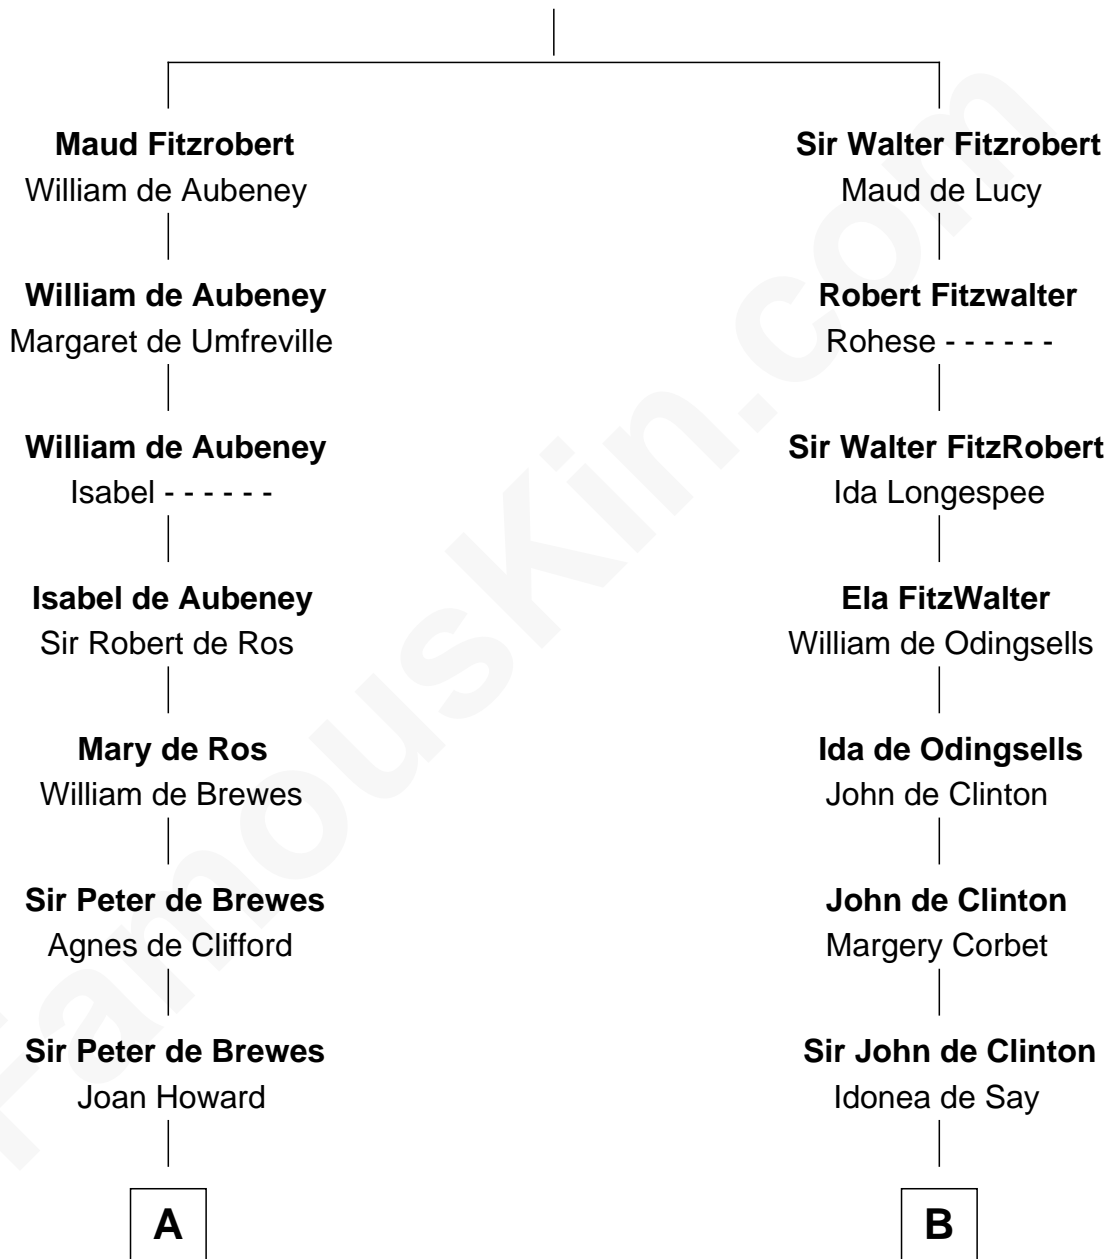 Maud Fitzrobert
William de Aubeney
William de Aubeney
Margaret de Umfreville
William de Aubeney
Isabel - - - - - -
Isabel de Aubeney
Sir Robert de Ros
Mary de Ros
William de Brewes
Sir Peter de Brewes
Agnes de Clifford
Sir Peter de Brewes
Joan Howard
A
Sir Walter Fitzrobert
Maud de Lucy
Robert Fitzwalter
Rohese - - - - - -
Sir Walter FitzRobert
Ida Longespee
Ela FitzWalter
William de Odingsells
Ida de Odingsells
John de Clinton
John de Clinton
Margery Corbet
Sir John de Clinton
Idonea de Say
B
FamousKin.com